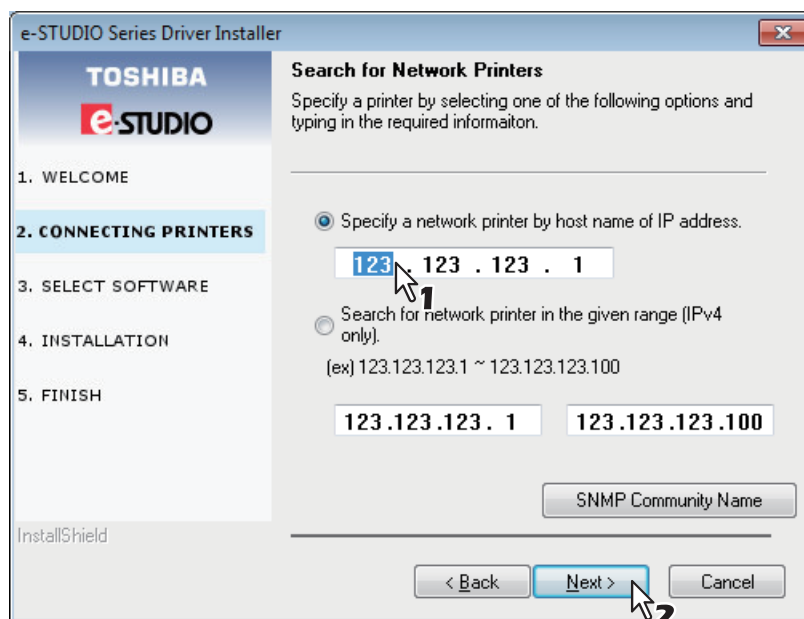 e-STUDIO Series Driver Installer
TOSHIBA
e-STUDIO
1. WELCOME
2. CONNECTING PRINTERS
3. SELECT SOFTWARE
4. INSTALLATION
5. FINISH
InstallShield
Search for Network Printers
Specify a printer by selecting one of the following options and
typing in the required informaiton.
Specify a network printer by host name of IP address.
123 . 123 . 123 . 1
1
Search for network printer in the given range (IPv4
only).
(ex) 123.123.123.1 ~ 123.123.123.100
123.123.123. 1
123.123.123.100
SNMP Community Name
< Back
Next >
Cancel
2